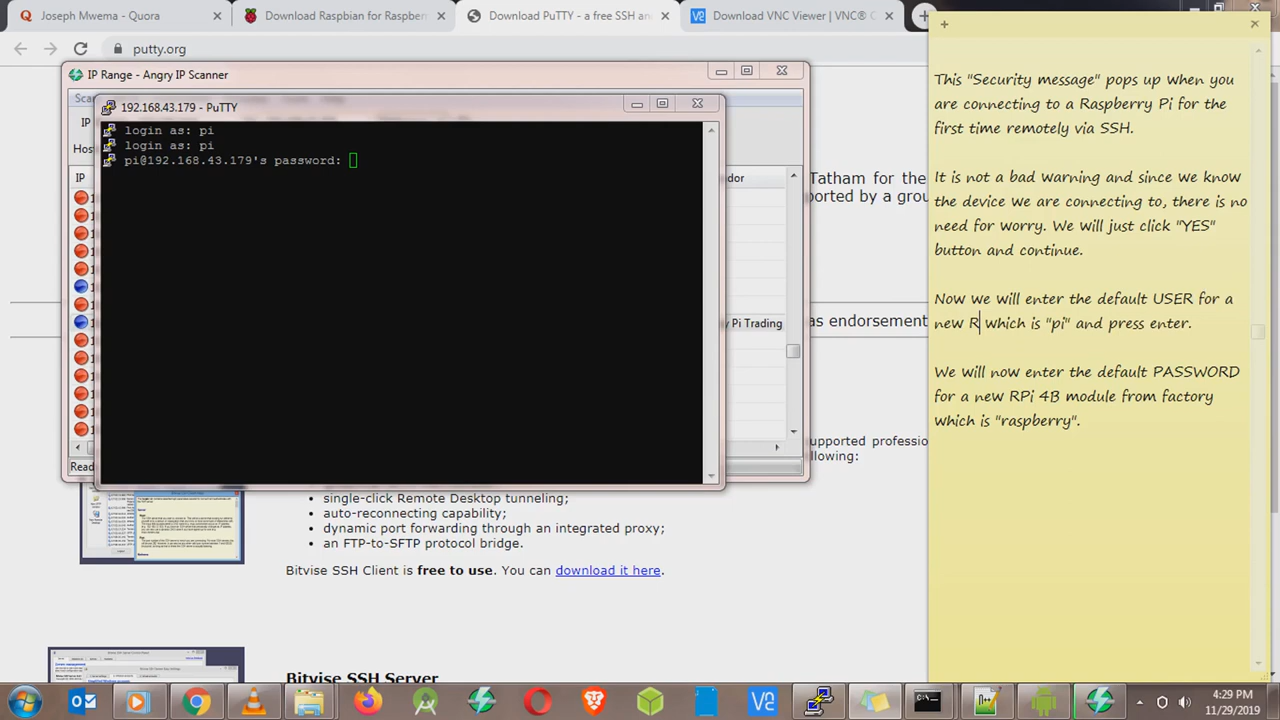 Joseph Mwema - Quora
Download Raspbian for Raspber
Download PuTTY - a free SSH an
Download VNC Viewer | VNC®
putty.org
IP Range - Angry IP Scanner
Sca
IP
Hos
IP
dor
y Pi Trading
Read
192.168.43.179 - PuTTY
login as: pi
login as: pi
pi@192.168.43.179's password:
Tatham for the
orted by a grou
as endorsement
upported professio
llowing:
single-click Remote Desktop tunneling;
auto-reconnecting capability;
dynamic port forwarding through an integrated proxy;
an FTP-to-SFTP protocol bridge.
Bitvise SSH Client is free to use. You can download it here.
Bitvise SSH Server
This "Security message" pops up when you
are connecting to a Raspberry Pi for the
first time remotely via SSH.
It is not a bad warning and since we know
the device we are connecting to, there is no
need for worry. We will just click "YES"
button and continue.
Now we will enter the default USER for a
new R which is "pi" and press enter.
We will now enter the default PASSWORD
for a new RPi 4B module from factory
which is "raspberry".
4:29 PM
11/29/2019